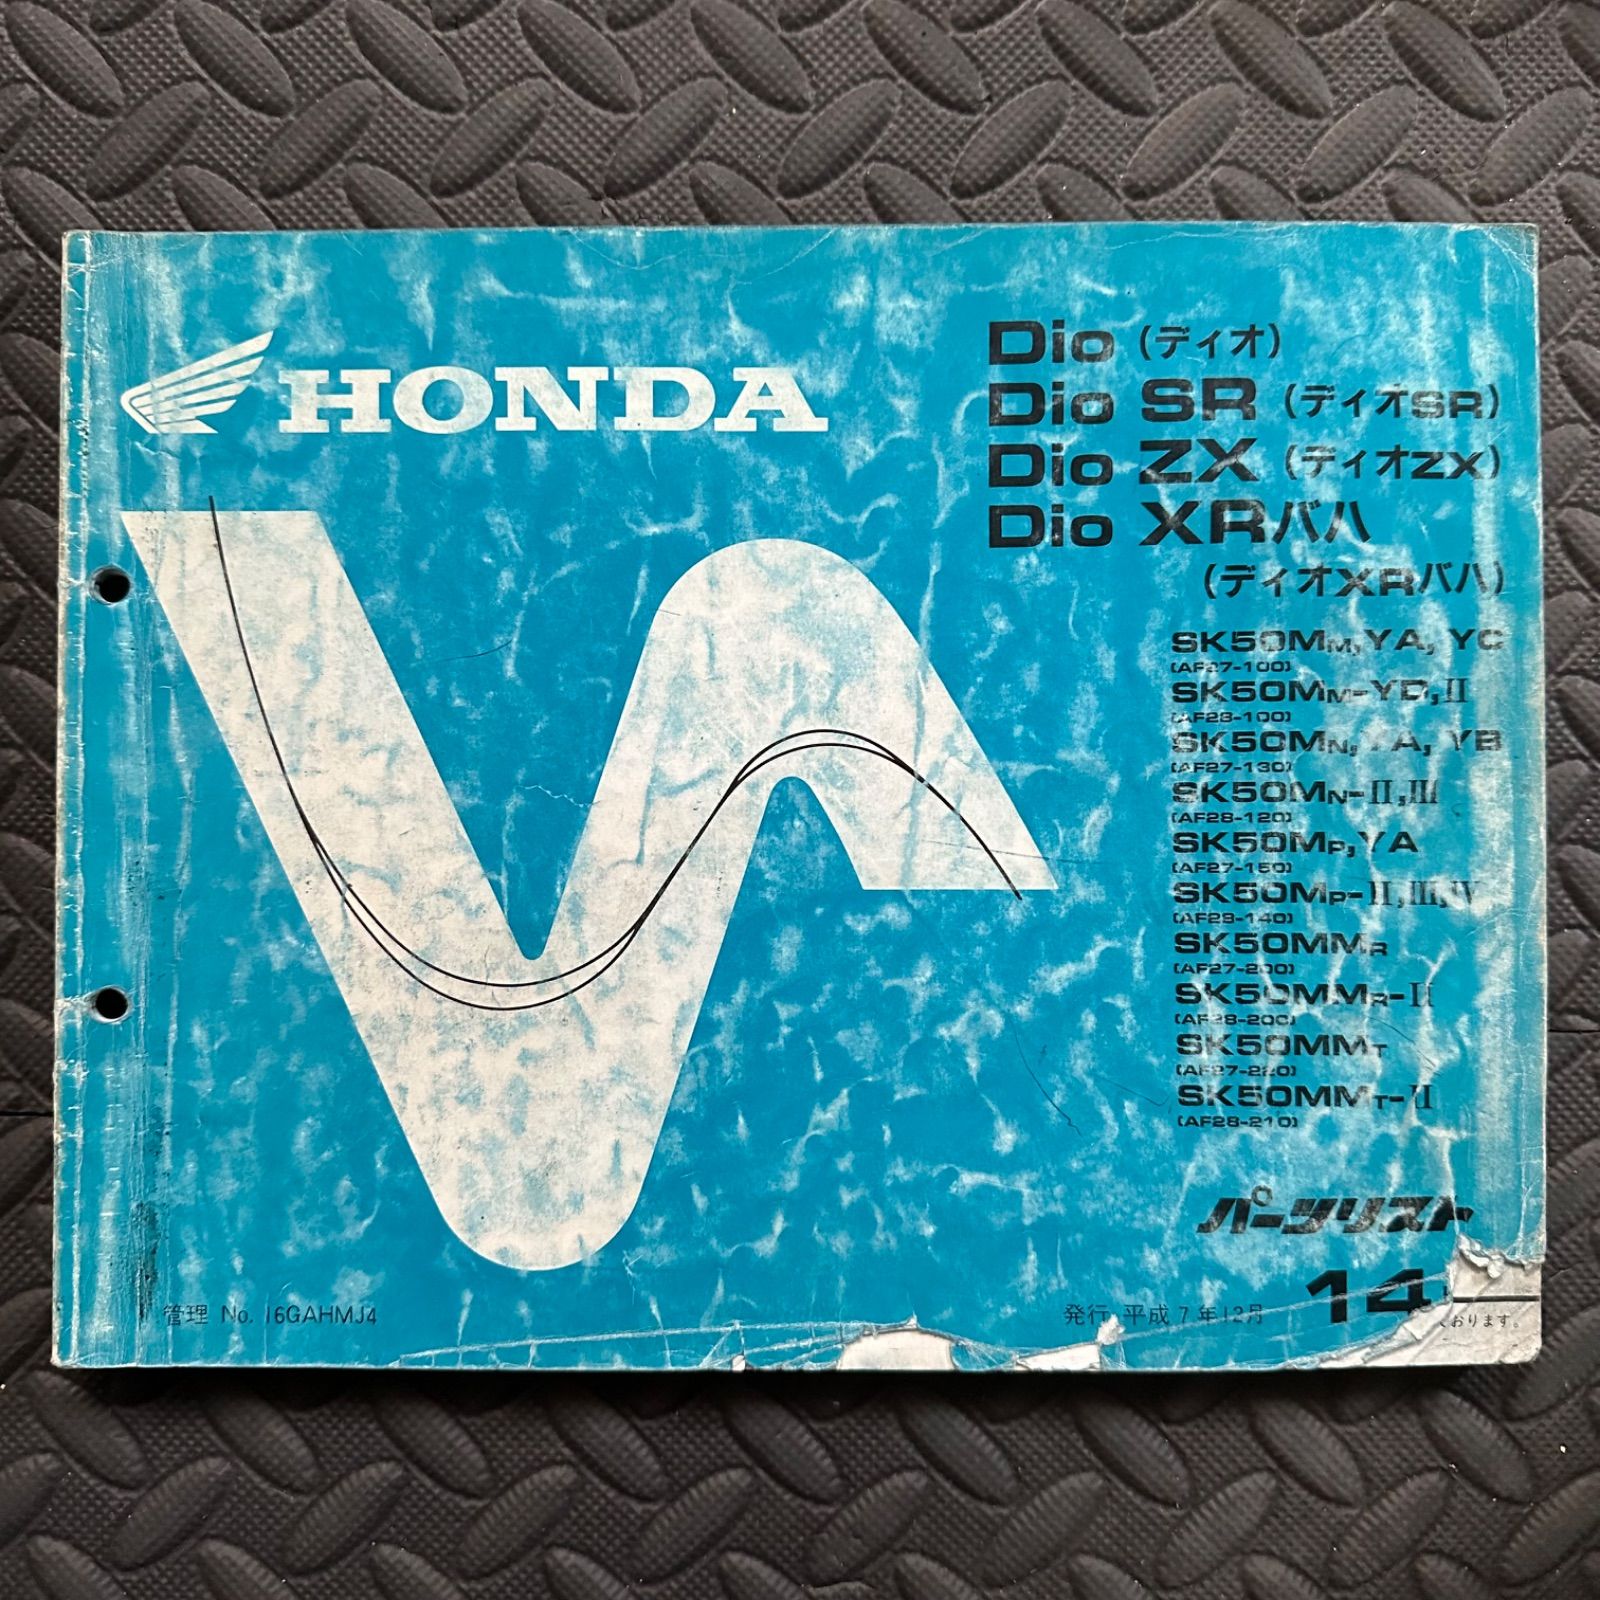 HONDA
Dio (ディオ)
Dio SR (ディオSR)
Dio ZX (ディオZX)
Dio XRバハ
(ディオXRバハ)
SK50MM, YA, YC
(AF27-100)
SK50MM-YD,II
(AF28-100)
SK50MN, YA, YB
(AF27-130)
SK50MN-II,III
(AF28-120)
SK50MP,YA
(AF27-150)
SK50MP-II,III,IV
(AF28-140)
SK50MMR
(AF27-200)
SK50MMR-II
(AF28-200)
SK50MMT
(AF27-220)
SK50MMT-II
(AF28-210)
パーツリスト
14
管理 No. 16GAHMJ4
発行 平成7年12月
おります。